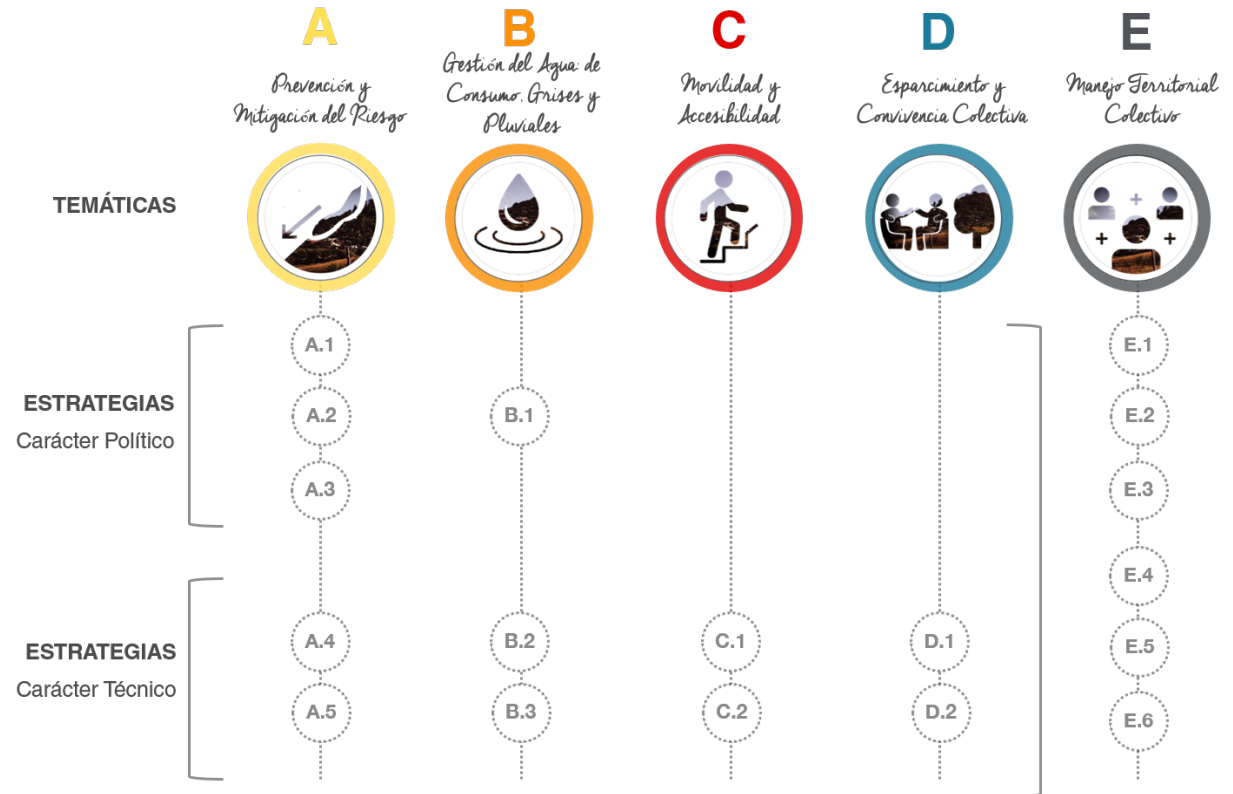 A
B
C
D
E
Prevención y
Mitigación del Riesgo
Gestión del Agua: de
Consumo, Grises y
Pluviales
Movilidad y
Accesibilidad
Esparcimiento y
Convivencia Colectiva
Manejo Territorial
Colectivo
TEMÁTICAS
ESTRATEGIAS
Carácter Político
A.1
A.2
A.3
B.1
E.1
E.2
E.3
E.4
ESTRATEGIAS
Carácter Técnico
A.4
A.5
B.2
B.3
C.1
C.2
D.1
D.2
E.5
E.6